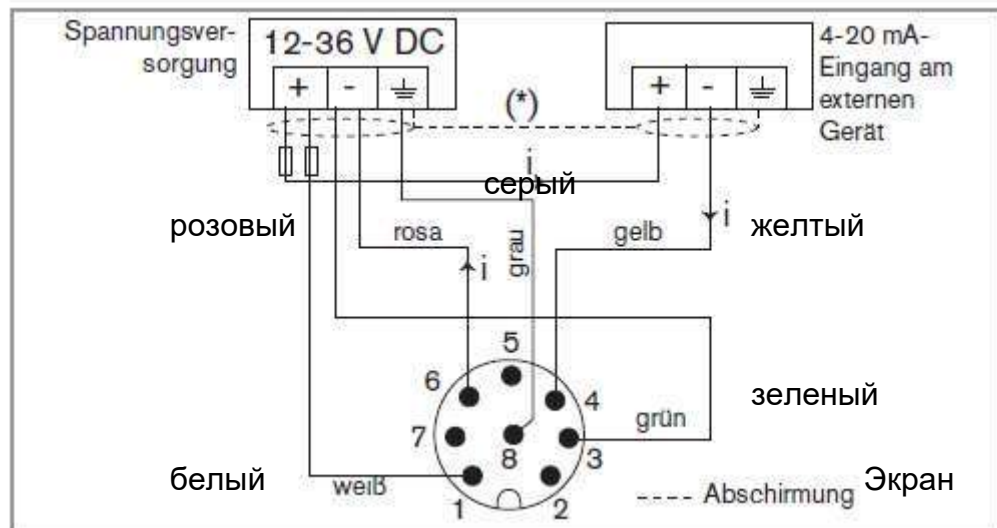 Spannungsver-
sorgung
12-36 V DC
+ -
(*)
+ -
4-20 mA-
Eingang am
externen
Gerät
i
серый
розовый
rosa
grau
gelb
i
желтый
i
5
6
4
зеленый
7
8
3
grün
белый
weiß
1
2
Abschirmung
Экран